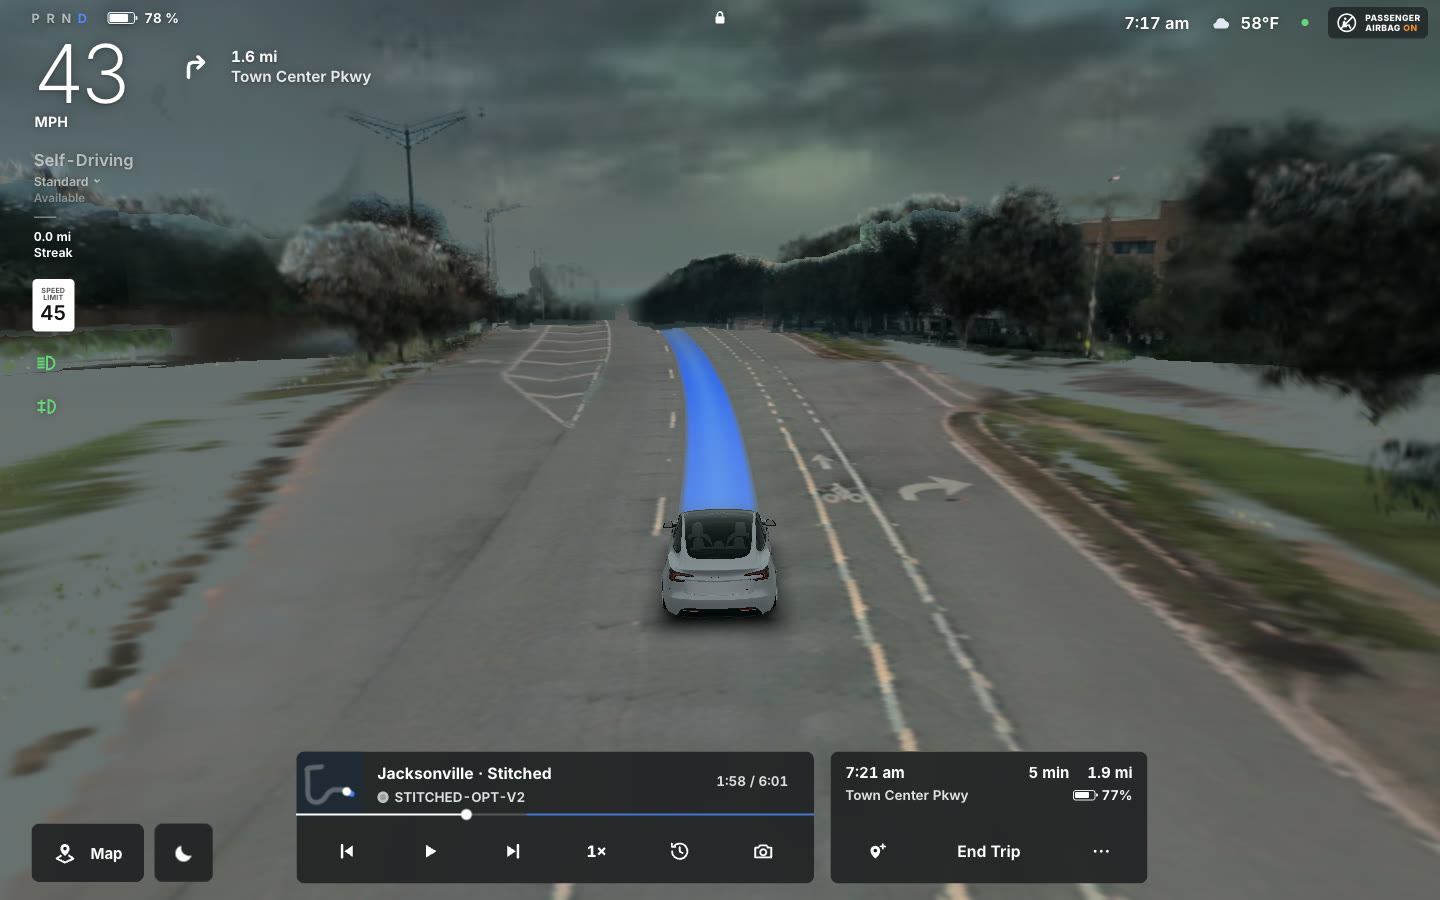 P R N D 78 %
7:17 am 58°F
PASSENGER
AIRBAG ON
43
MPH
1.6 mi
Town Center Pkwy
Self-Driving
Standard
Available
0.0 mi
Streak
SPEED
LIMIT
45
Jacksonville · Stitched
STITCHED-OPT-V2
1:58 / 6:01
1×
7:21 am 5 min 1.9 mi
Town Center Pkwy 77%
End Trip
Map